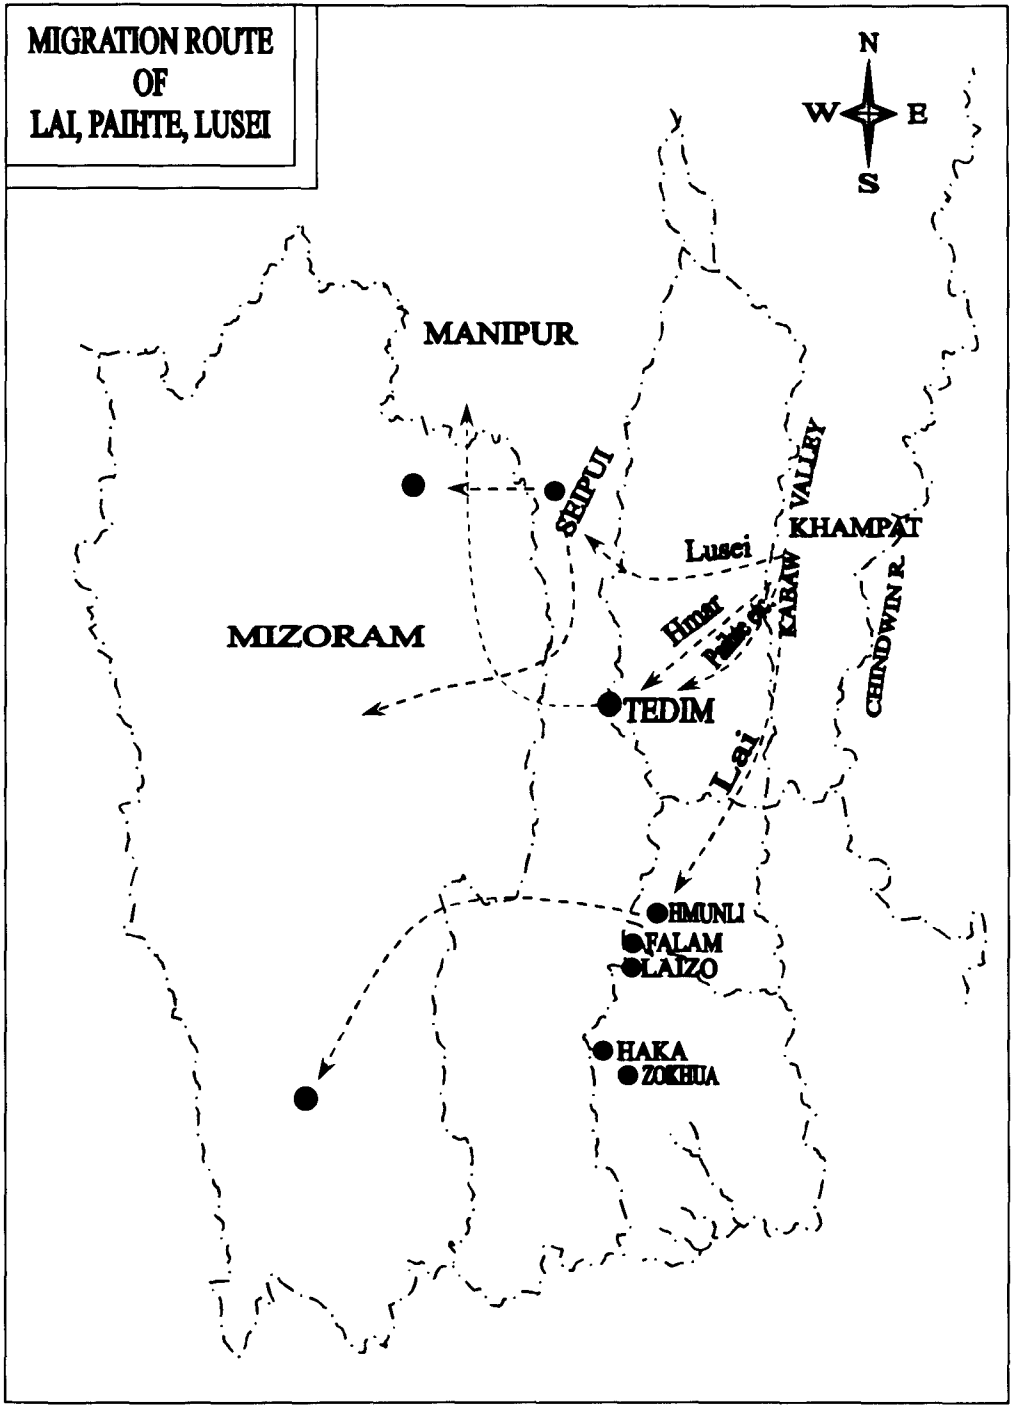 MIGRATION ROUTE
OF
LAI, PAIHTE, LUSEI
N
W E
S
MANIPUR
VALLEY
SEIPUI
KHAMPAT
Lusei
KABAW
CHINDWIN R.
Hmar
MIZORAM
TEDIM
Lai
HMUNLI
FALAM
LAIZO
HAKA
ZOKHUA